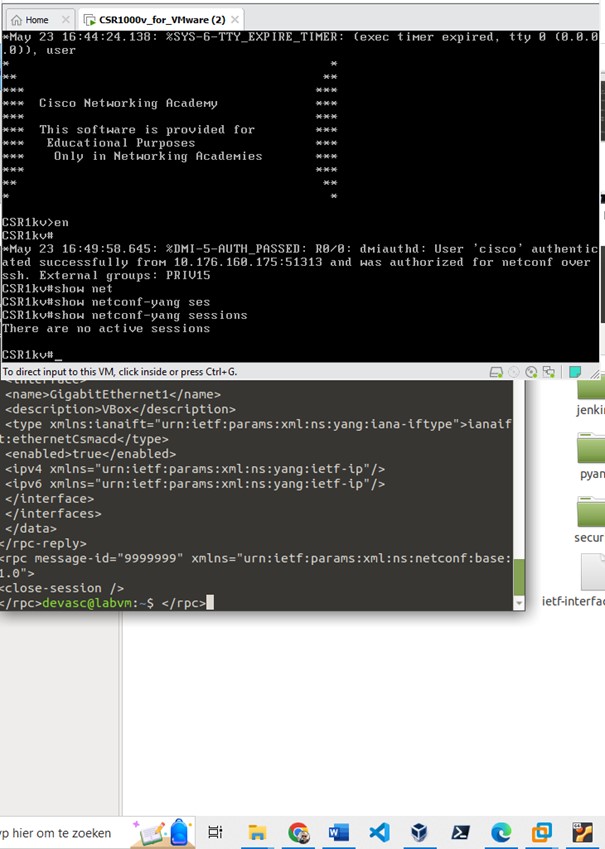 Home × CSR1000v_for_VMware (2) ×
*May 23 16:44:24.138: %SYS-6-TTY_EXPIRE_TIMER: (exec timer expired, tty 0 (0.0.0
.0)), user
* *
** **
*** ***
*** Cisco Networking Academy ***
*** ***
*** This software is provided for ***
*** Educational Purposes ***
*** Only in Networking Academies ***
*** ***
** **
* *
CSR1kv>en
CSR1kv#
*May 23 16:49:58.645: %DMI-5-AUTH_PASSED: R0/0: dmiauthd: User 'cisco' authentic
ated successfully from 10.176.160.175:51313 and was authorized for netconf over
ssh. External groups: PRIV15
CSR1kv#show net
CSR1kv#show netconf-yang ses
CSR1kv#show netconf-yang sessions
There are no active sessions
CSR1kv#_
To direct input to this VM, click inside or press Ctrl+G.
<interface>
<name>GigabitEthernet1</name>
<description>VBox</description>
<type xmlns:ianaift="urn:ietf:params:xml:ns:yang:iana-if-type">ianaif
t:ethernetCsmacd</type>
<enabled>true</enabled>
<ipv4 xmlns="urn:ietf:params:xml:ns:yang:ietf-ip"/>
<ipv6 xmlns="urn:ietf:params:xml:ns:yang:ietf-ip"/>
</interface>
</interfaces>
</data>
</rpc-reply>
<rpc message-id="9999999" xmlns="urn:ietf:params:xml:ns:netconf:base:
1.0">
<close-session />
</rpc>devasc@labvm:~$ </rpc>
jenki
pyan
secur
ietf-interfac
yp hier om te zoeken